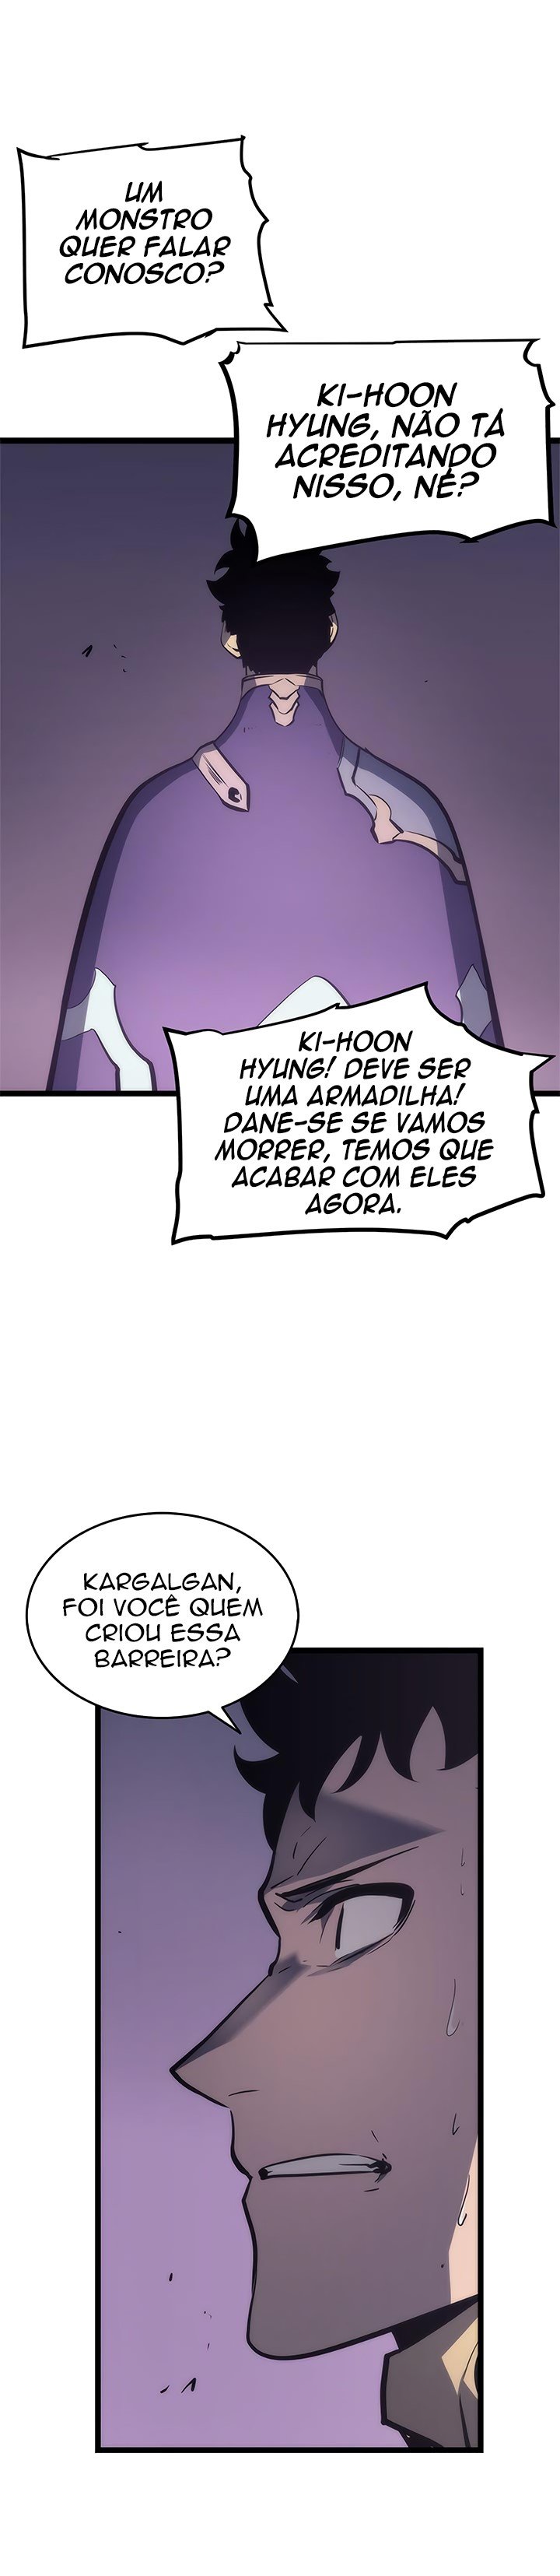 UM
MONSTRO
QUER FALAR
CONOSCO?
KI-HOON
HYUNG, NÃO TÁ
ACREDITANDO
NISSO, NÉ?
KI-HOON
HYUNG! DEVE SER
UMA ARMADILHA!
DANE-SE SE VAMOS
MORRER, TEMOS QUE
ACABAR COM ELES
AGORA.
KARGALGAN,
FOI VOCÊ QUEM
CRIOU ESSA
BARREIRA?